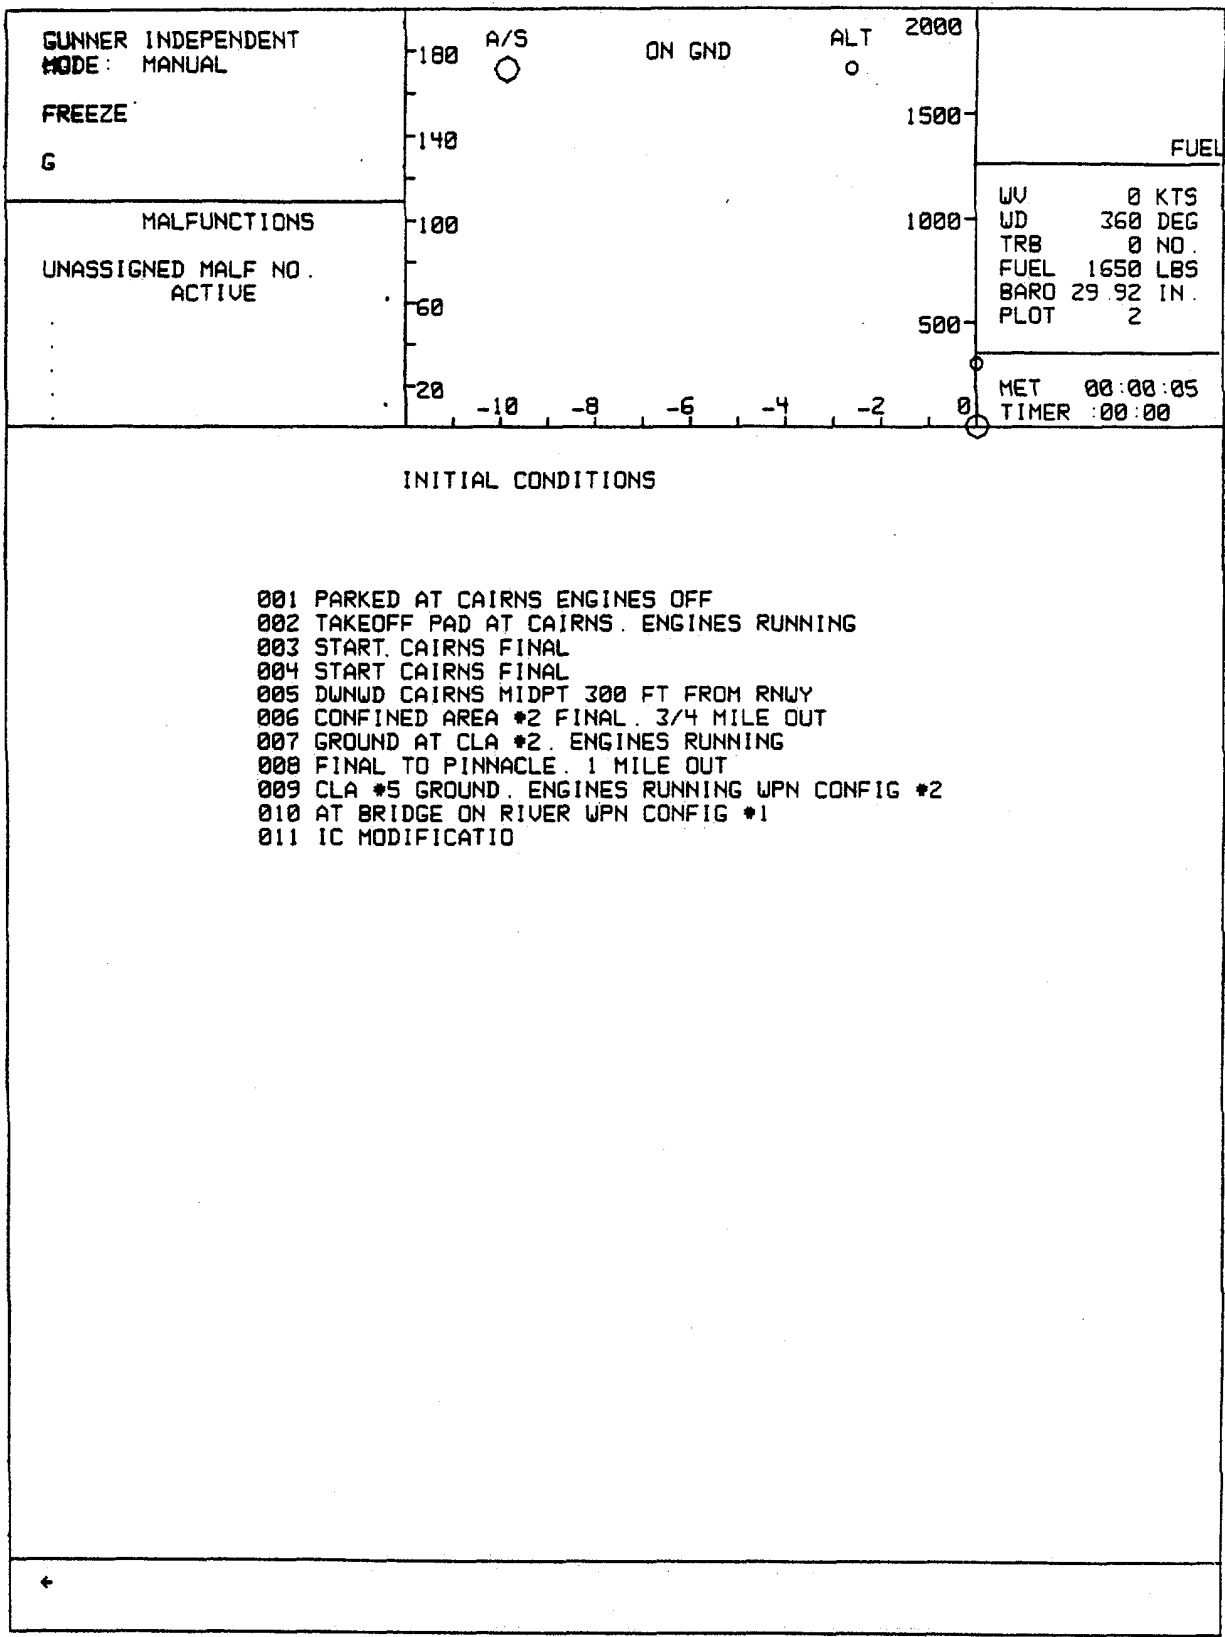 GUNNER INDEPENDENT
MODE: MANUAL
FREEZE
G
MALFUNCTIONS
UNASSIGNED MALF NO.
ACTIVE
A/S
ON GND
ALT
180
140
100
60
20
-10 -8 -6 -4 -2 0
2000
1500
1000
500
FUEL
WV 0 KTS
WD 360 DEG
TRB 0 NO.
FUEL 1650 LBS
BARO 29.92 IN.
PLOT 2
MET 00:00:05
TIMER :00:00
INITIAL CONDITIONS
001 PARKED AT CAIRNS ENGINES OFF
002 TAKEOFF PAD AT CAIRNS. ENGINES RUNNING
003 START. CAIRNS FINAL
004 START CAIRNS FINAL
005 DWNWD CAIRNS MIDPT 300 FT FROM RNWY
006 CONFINED AREA #2 FINAL. 3/4 MILE OUT
007 GROUND AT CLA #2. ENGINES RUNNING
008 FINAL TO PINNACLE. 1 MILE OUT
009 CLA #5 GROUND. ENGINES RUNNING WPN CONFIG #2
010 AT BRIDGE ON RIVER WPN CONFIG #1
011 IC MODIFICATIO
←